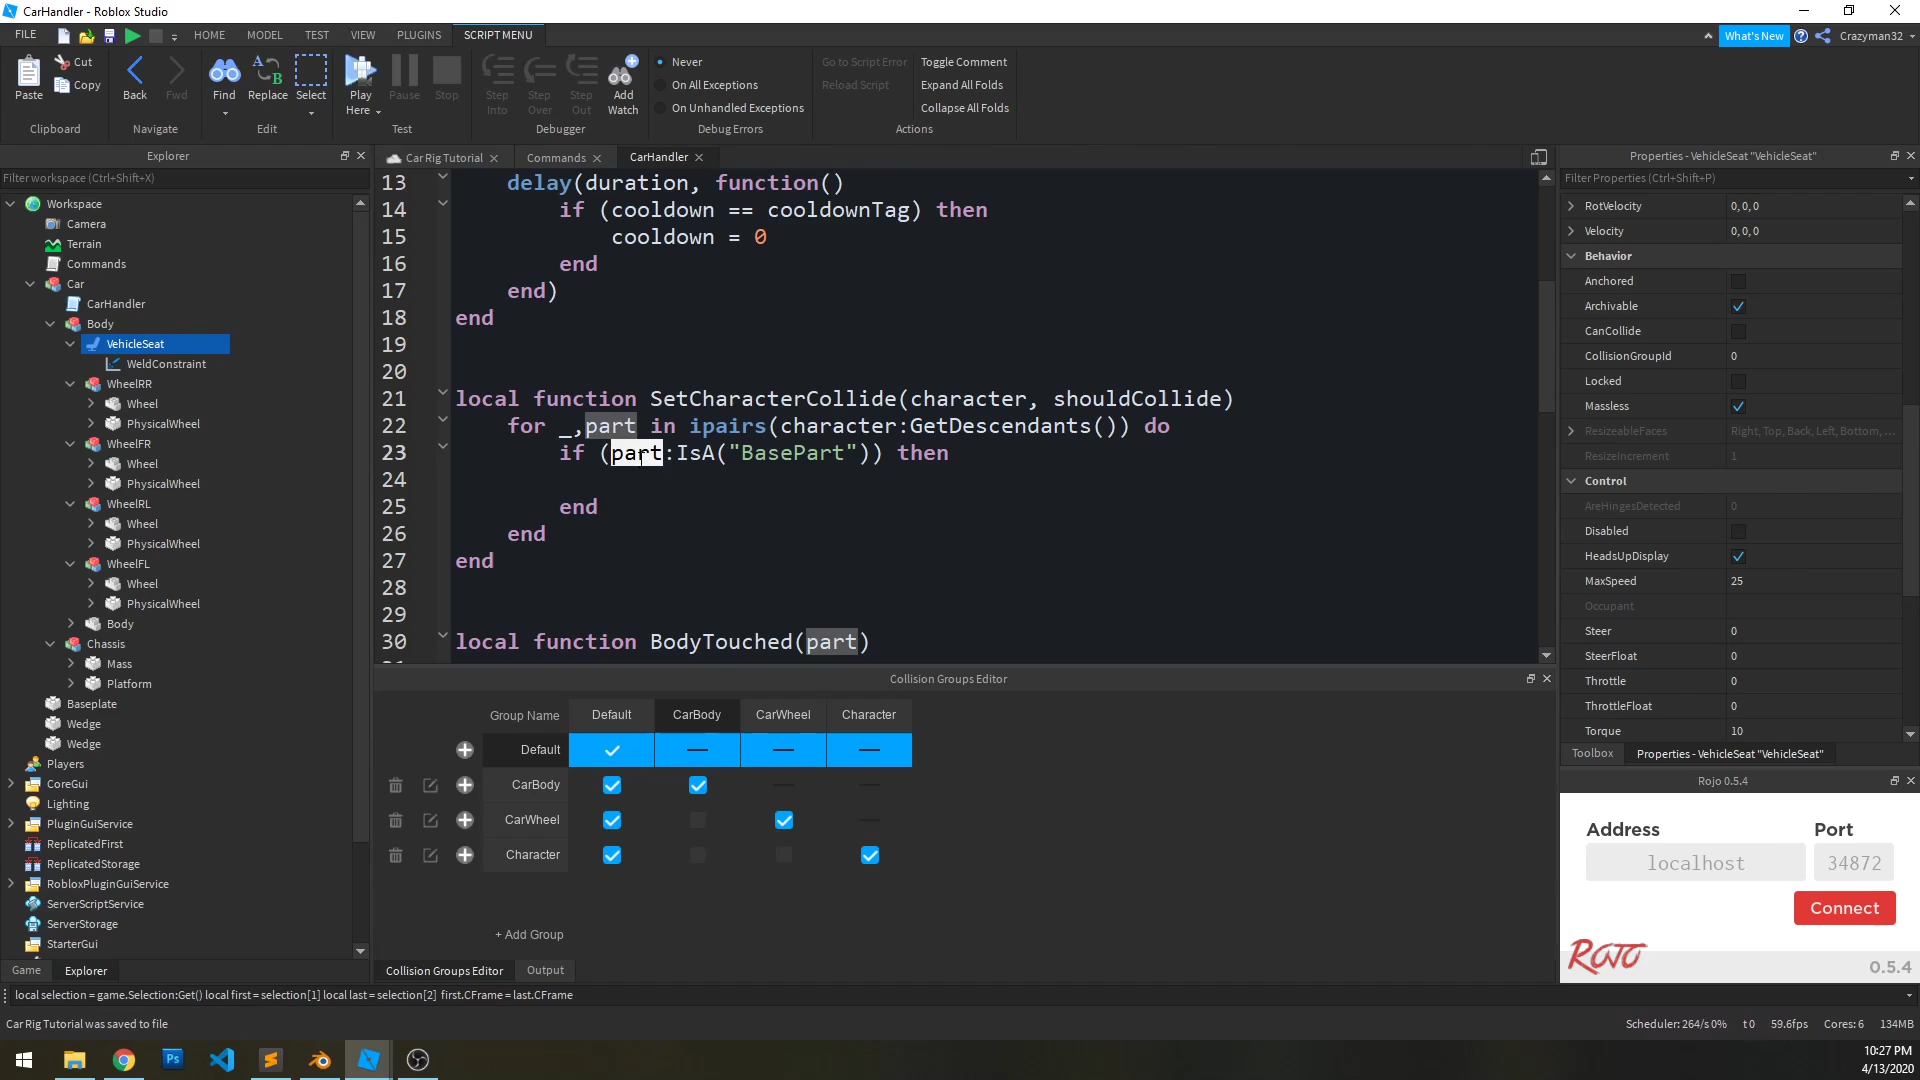 CarHandler - Roblox Studio
FILE HOME MODEL TEST VIEW PLUGINS SCRIPT MENU What's New Crazyman32
Paste Cut Copy Clipboard
Back Fwd Navigate
Find Replace Select Edit
Play Here Pause Stop Test
Step Into Step Over Step Out Add Watch Debugger
Never
On All Exceptions
On Unhandled Exceptions
Debug Errors
Go to Script Error
Reload Script
Toggle Comment
Expand All Folds
Collapse All Folds
Actions
Explorer
Filter workspace (Ctrl+Shift+X)
Workspace
Camera
Terrain
Commands
Car
CarHandler
Body
VehicleSeat
WeldConstraint
WheelRR
Wheel
PhysicalWheel
WheelFR
Wheel
PhysicalWheel
WheelRL
Wheel
PhysicalWheel
WheelFL
Wheel
PhysicalWheel
Body
Chassis
Mass
Platform
Baseplate
Wedge
Wedge
Players
CoreGui
Lighting
PluginGuiService
ReplicatedFirst
ReplicatedStorage
RobloxPluginGuiService
ServerScriptService
ServerStorage
StarterGui
Game Explorer
Car Rig Tutorial Commands CarHandler
13 delay(duration, function()
14 if (cooldown == cooldownTag) then
15 cooldown = 0
16 end
17 end)
18 end
19
20
21 local function SetCharacterCollide(character, shouldCollide)
22 for _,part in ipairs(character:GetDescendants()) do
23 if (part:IsA("BasePart")) then
24
25 end
26 end
27 end
28
29
30 local function BodyTouched(part)
Collision Groups Editor
Group Name Default CarBody CarWheel Character
Default
CarBody
CarWheel
Character
+ Add Group
Collision Groups Editor Output
Properties - VehicleSeat "VehicleSeat"
Filter Properties (Ctrl+Shift+P)
RotVelocity 0, 0, 0
Velocity 0, 0, 0
Behavior
Anchored
Archivable
CanCollide
CollisionGroupId 0
Locked
Massless
ResizeableFaces Right, Top, Back, Left, Bottom, ...
ResizeIncrement 1
Control
AreHingesDetected 0
Disabled
HeadsUpDisplay
MaxSpeed 25
Occupant
Steer 0
SteerFloat 0
Throttle 0
ThrottleFloat 0
Torque 10
Toolbox Properties - VehicleSeat "VehicleSeat"
Rojo 0.5.4
Address Port
localhost 34872
Connect
ROJO 0.5.4
local selection = game.Selection:Get() local first = selection[1] local last = selection[2] first.CFrame = last.CFrame
Car Rig Tutorial was saved to file
Scheduler: 264/s 0% t 0 59.6fps Cores: 6 134MB
Ps
10:27 PM
4/13/2020